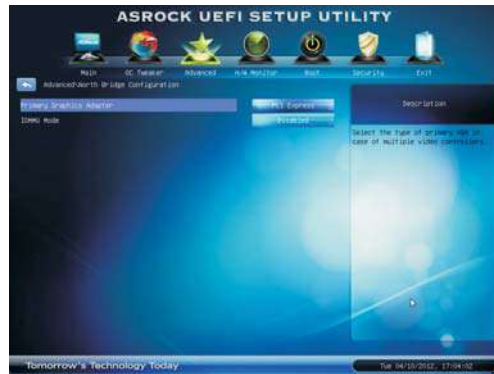 ASROCK UEFI SETUP UTILITY
Main OC Tweaker Advanced H/W Monitor Boot Security Exit
Advanced\North Bridge Configuration
Primary Graphics Adapter PCI Express
IOMMU Mode Disabled
Description
Select the type of primary VGA in
case of multiple video controllers.
Tomorrow's Technology Today
Tue 04/10/2012, 17:04:02